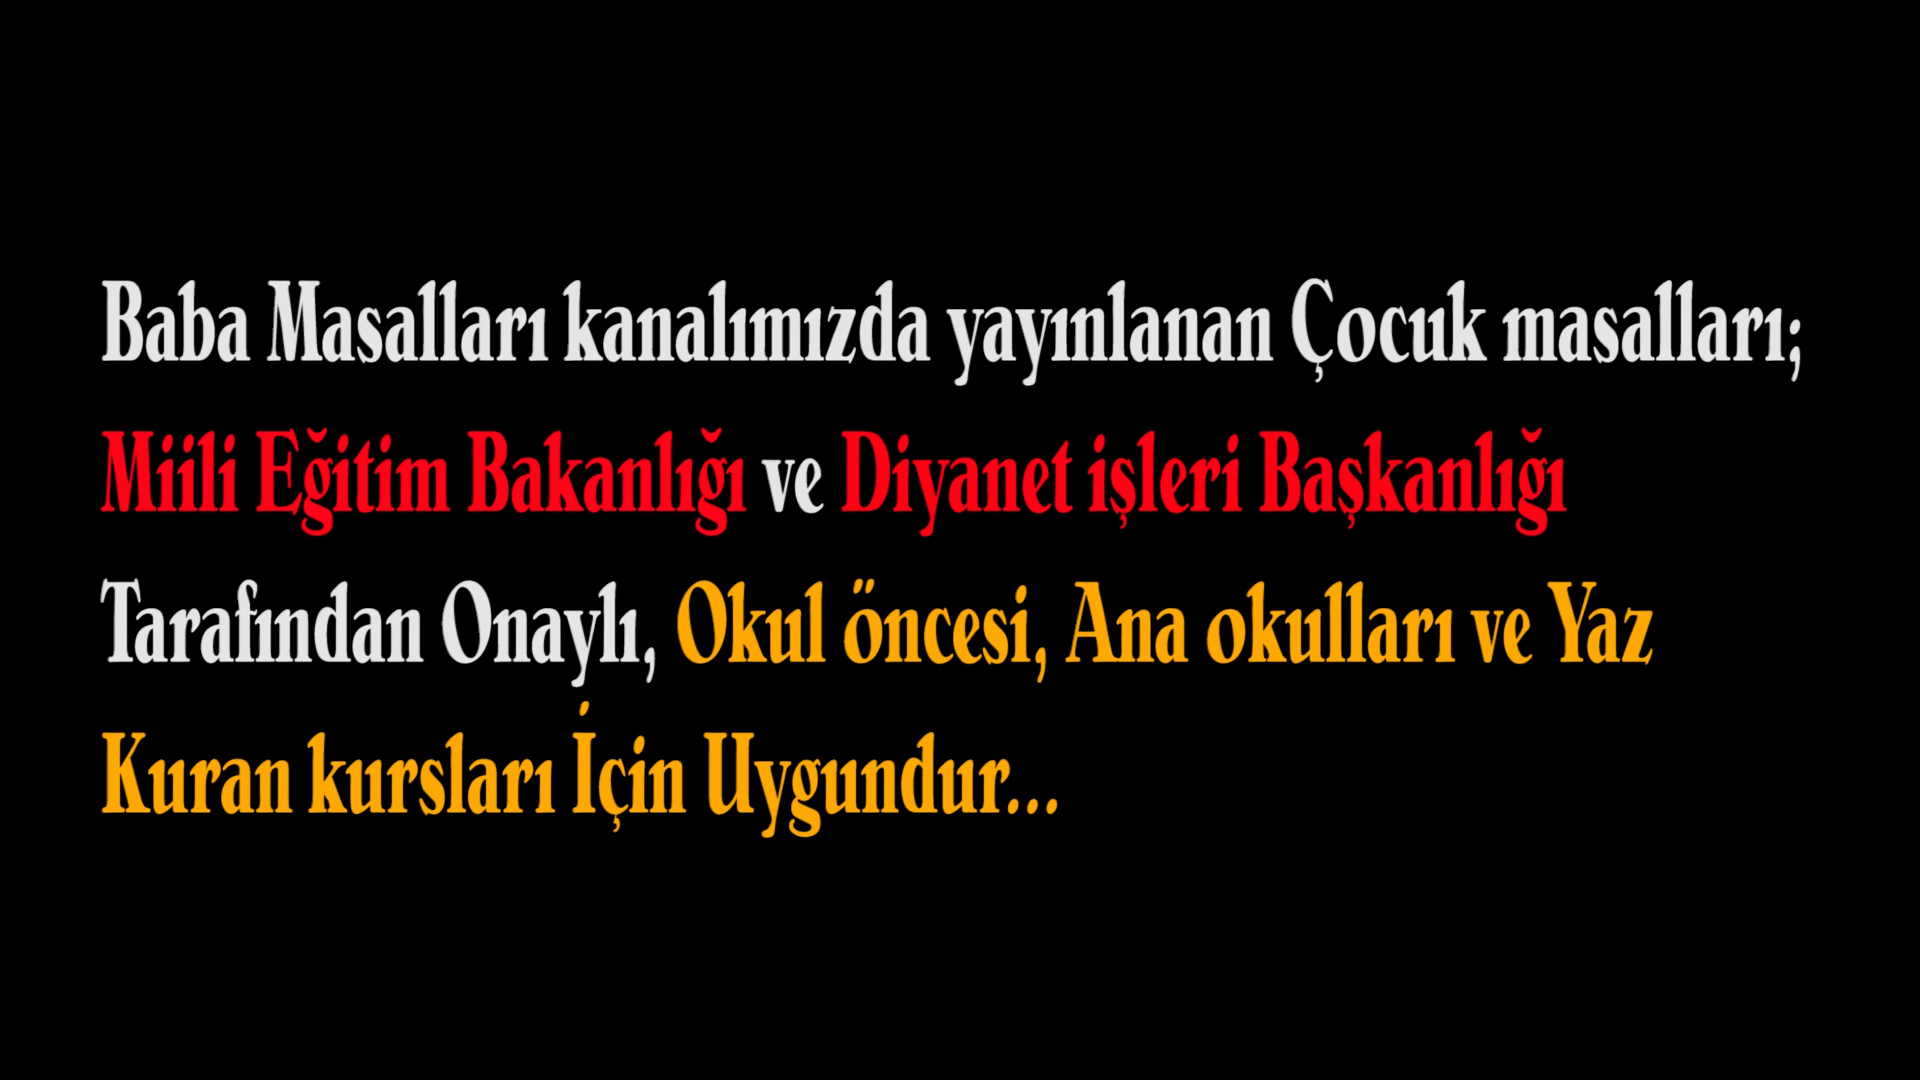 Baba Masalları kanalımızda yayınlanan Çocuk masalları;
Miili Eğitim Bakanlığı ve Diyanet işleri Başkanlığı
Tarafından Onaylı, Okul öncesi, Ana okulları ve Yaz
Kuran kursları İçin Uygundur...